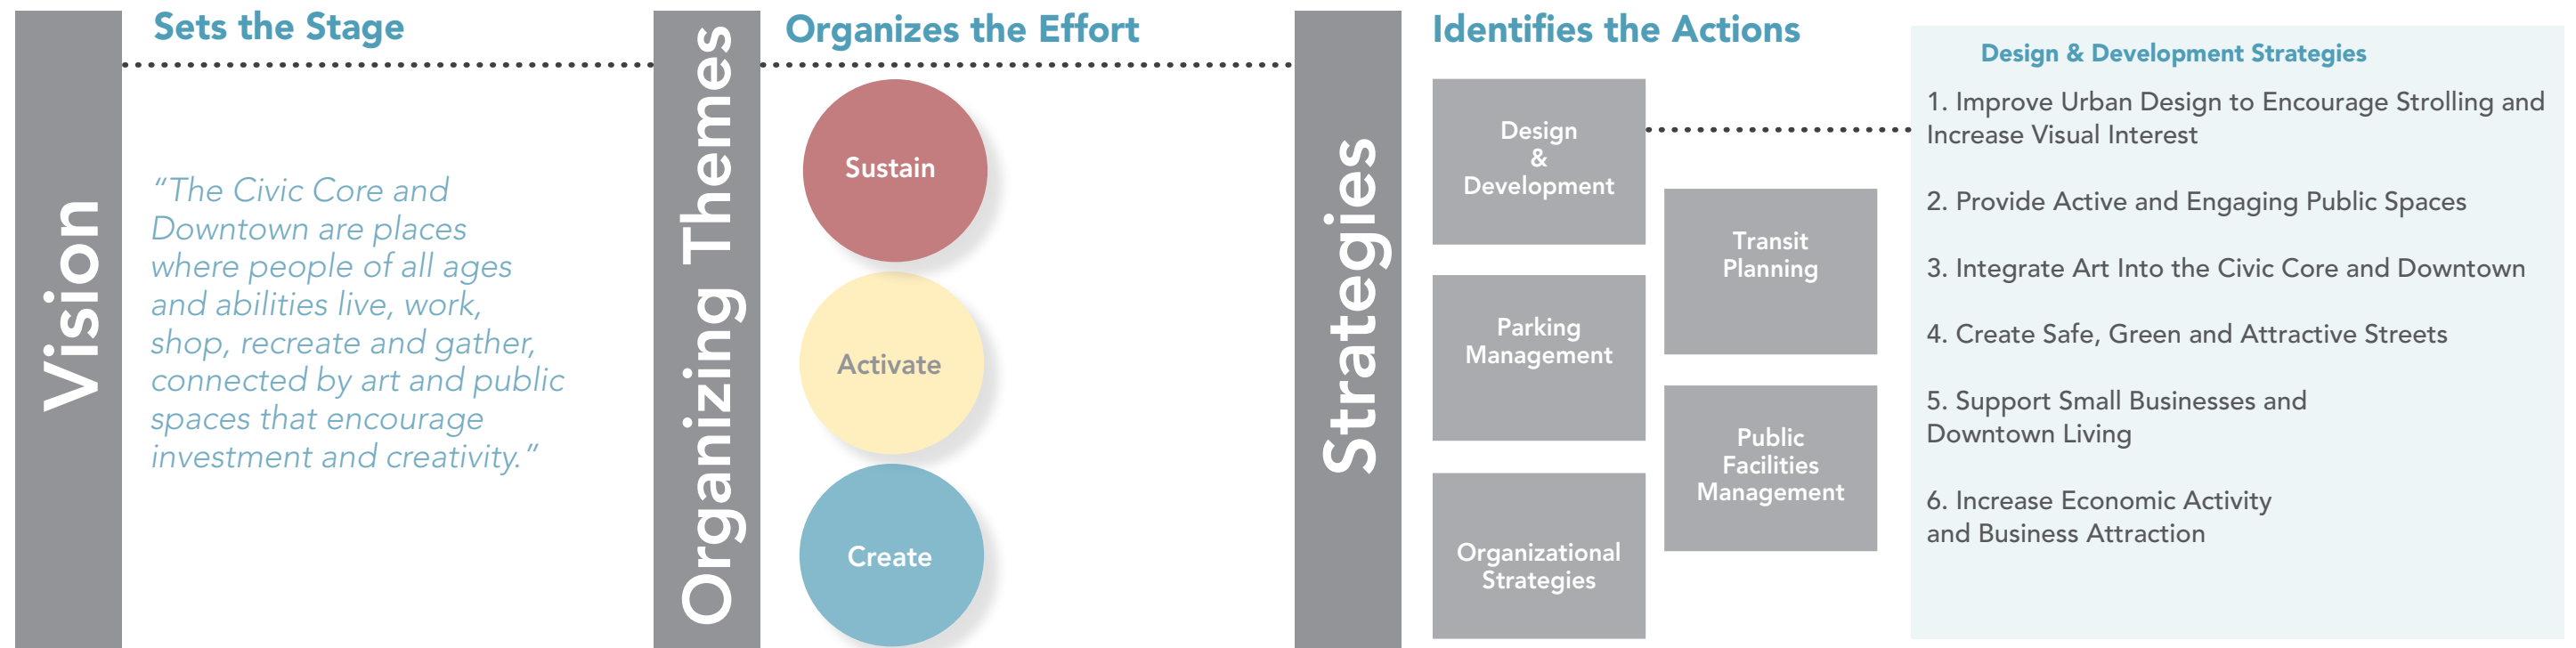 Vision
Sets the Stage
“The Civic Core and
Downtown are places
where people of all ages
and abilities live, work,
shop, recreate and gather,
connected by art and public
spaces that encourage
investment and creativity.”
Organizing Themes
Organizes the Effort
Sustain
Activate
Create
Strategies
Identifies the Actions
Design
&
Development
Transit
Planning
Parking
Management
Public
Facilities
Management
Organizational
Strategies
Design & Development Strategies
1. Improve Urban Design to Encourage Strolling and
Increase Visual Interest
2. Provide Active and Engaging Public Spaces
3. Integrate Art Into the Civic Core and Downtown
4. Create Safe, Green and Attractive Streets
5. Support Small Businesses and
Downtown Living
6. Increase Economic Activity
and Business Attraction